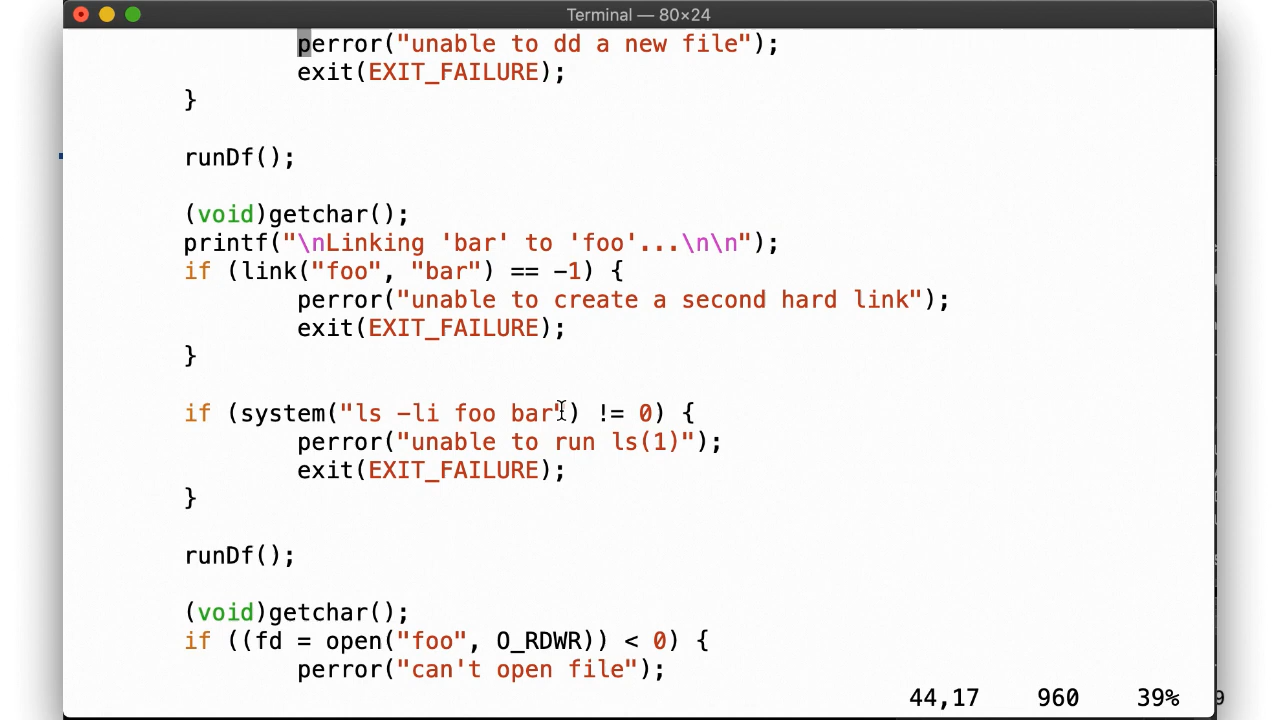 Terminal — 80×24
perror("unable to dd a new file");
exit(EXIT_FAILURE);
}
runDf();
(void)getchar();
printf("\nLinking 'bar' to 'foo'...\n\n");
if (link("foo", "bar") == -1) {
perror("unable to create a second hard link");
exit(EXIT_FAILURE);
}
if (system("ls -li foo bar") != 0) {
perror("unable to run ls(1)");
exit(EXIT_FAILURE);
}
runDf();
(void)getchar();
if ((fd = open("foo", O_RDWR)) < 0) {
perror("can't open file");
44,17 960 39% 9